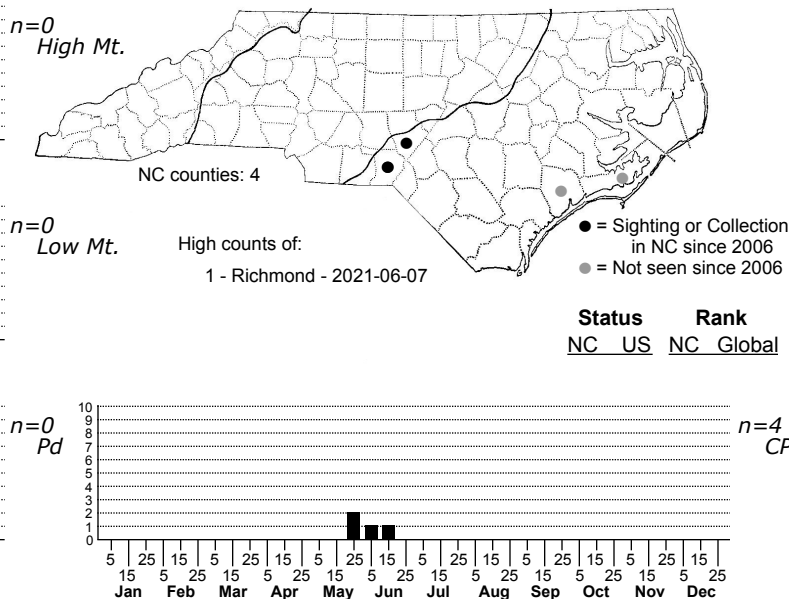 n=0
High Mt.
NC counties: 4
n=0
Low Mt.
High counts of:
1 - Richmond - 2021-06-07
= Sighting or Collection
in NC since 2006
= Not seen since 2006
Status Rank
NC US NC Global
n=0
Pd
n=4
CP
10
9
8
7
6
5
4
3
2
1
0
5 25 15 5 25 15 5 25 15 5 25 15 5 25 15 5 25 15
15 5 25 15 5 25 15 5 25 15 5 25 15 5 25 15 5 25
Jan Feb Mar Apr May Jun Jul Aug Sep Oct Nov Dec